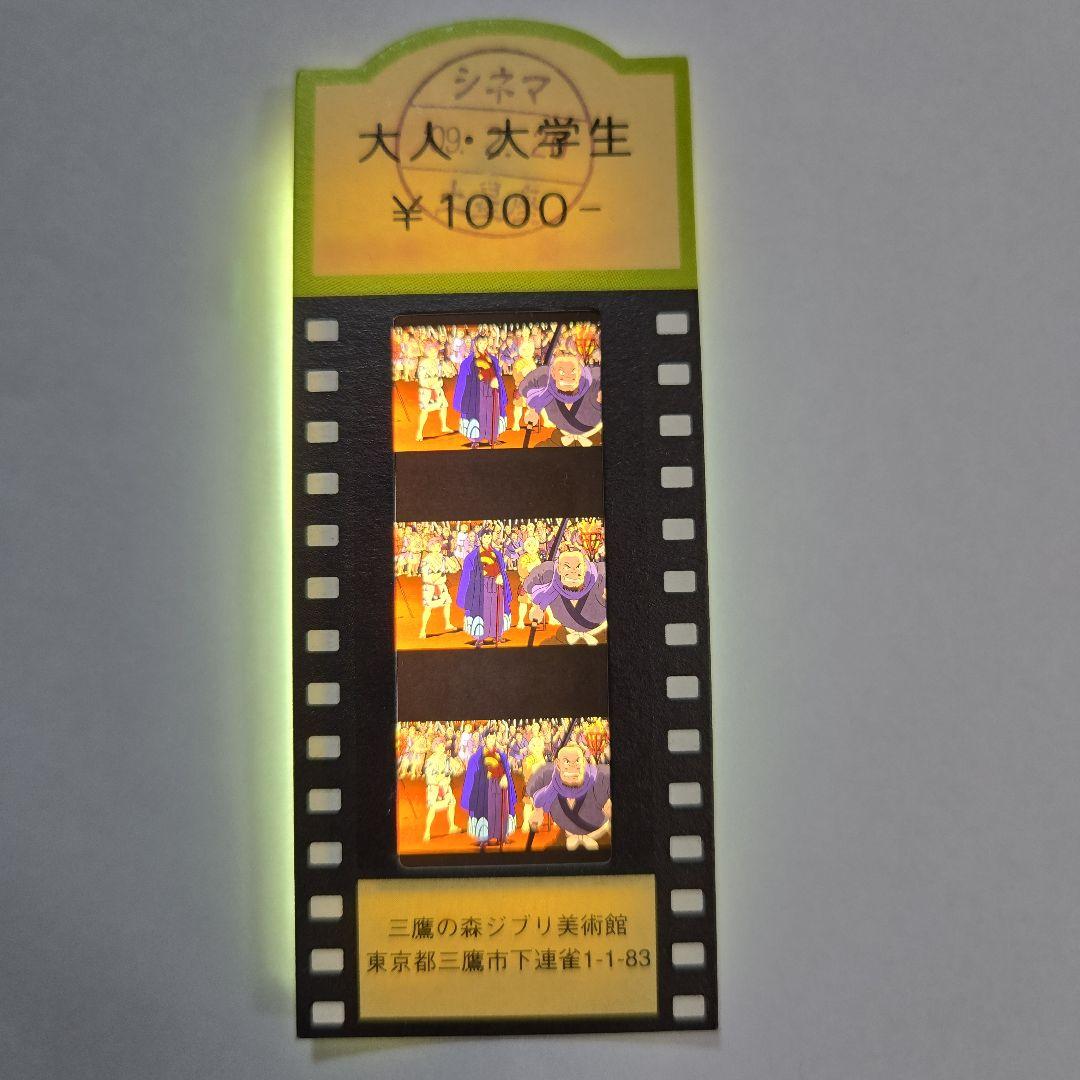 シネマ
大人・大学生
¥1000-
三鷹の森ジブリ美術館
東京都三鷹市下連雀1-1-83